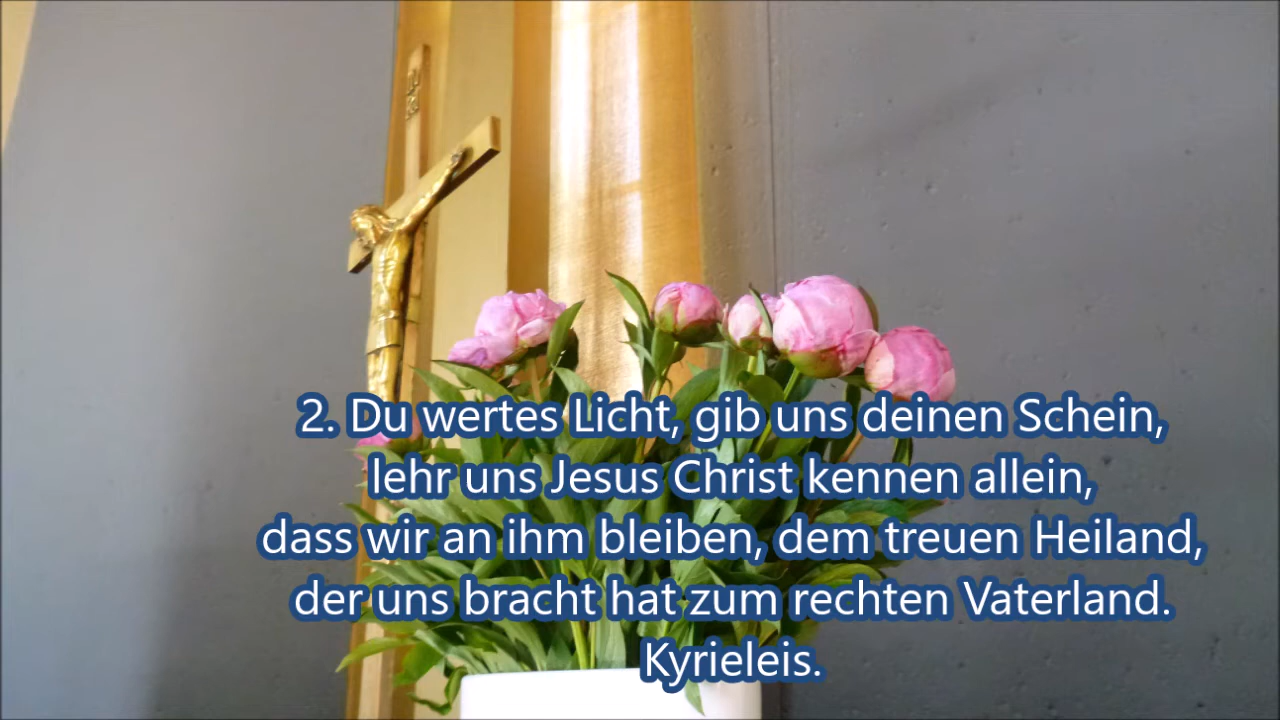 2. Du wertes Licht, gib uns deinen Schein,
lehr uns Jesus Christ kennen allein,
dass wir an ihm bleiben, dem treuen Heiland,
der uns bracht hat zum rechten Vaterland.
Kyrieleis.